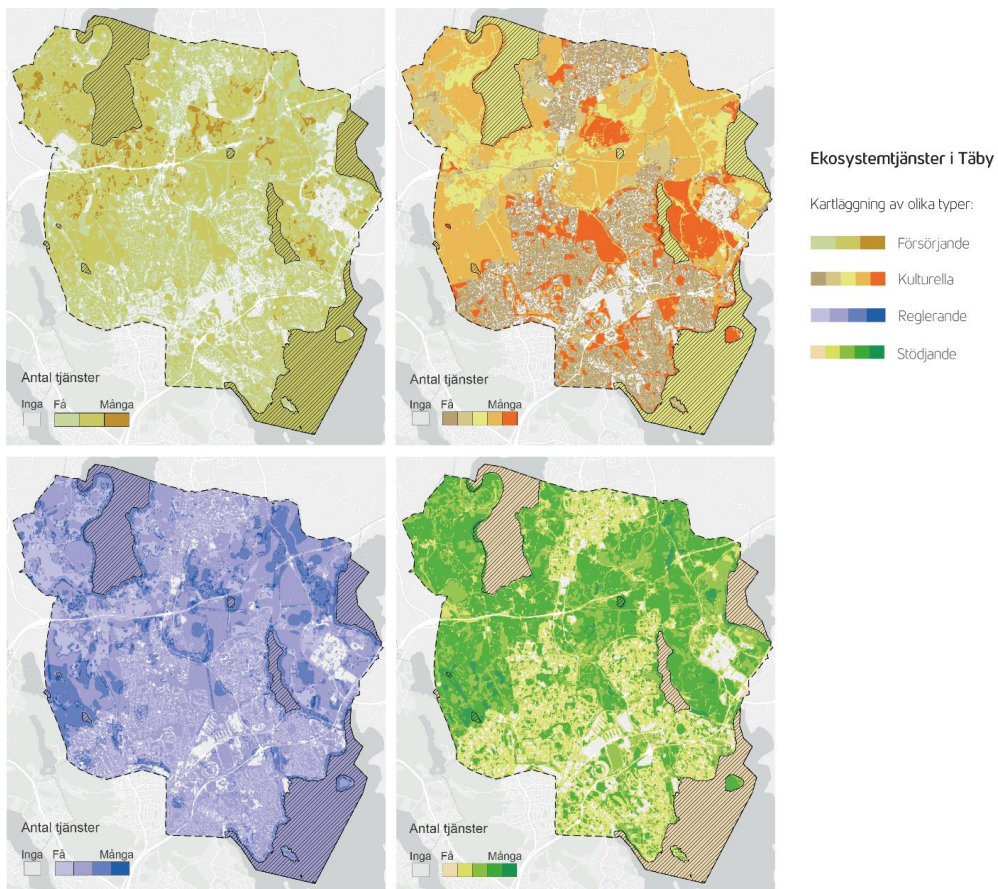 Ekosystemtjänster i Täby
Kartläggning av olika typer:
Försörjande
Kulturella
Reglerande
Stödjande
Antal tjänster
Inga Få Många
Antal tjänster
Inga Få Många
Antal tjänster
Inga Få Många
Antal tjänster
Inga Få Många